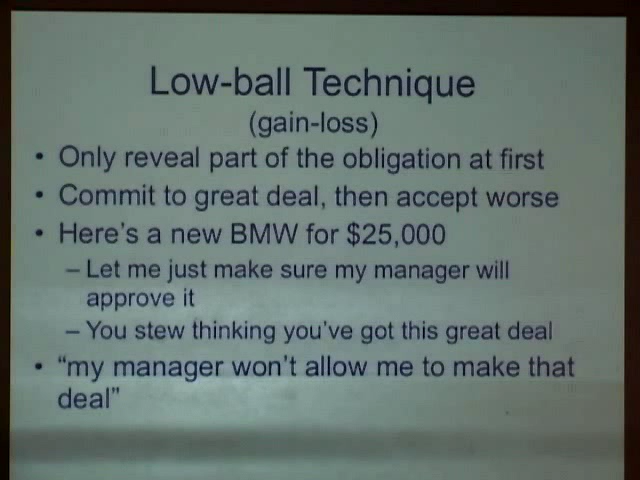 Low-ball Technique
(gain-loss)
• Only reveal part of the obligation at first
• Commit to great deal, then accept worse
• Here's a new BMW for $25,000
– Let me just make sure my manager will
approve it
– You stew thinking you've got this great deal
• “my manager won't allow me to make that
deal”